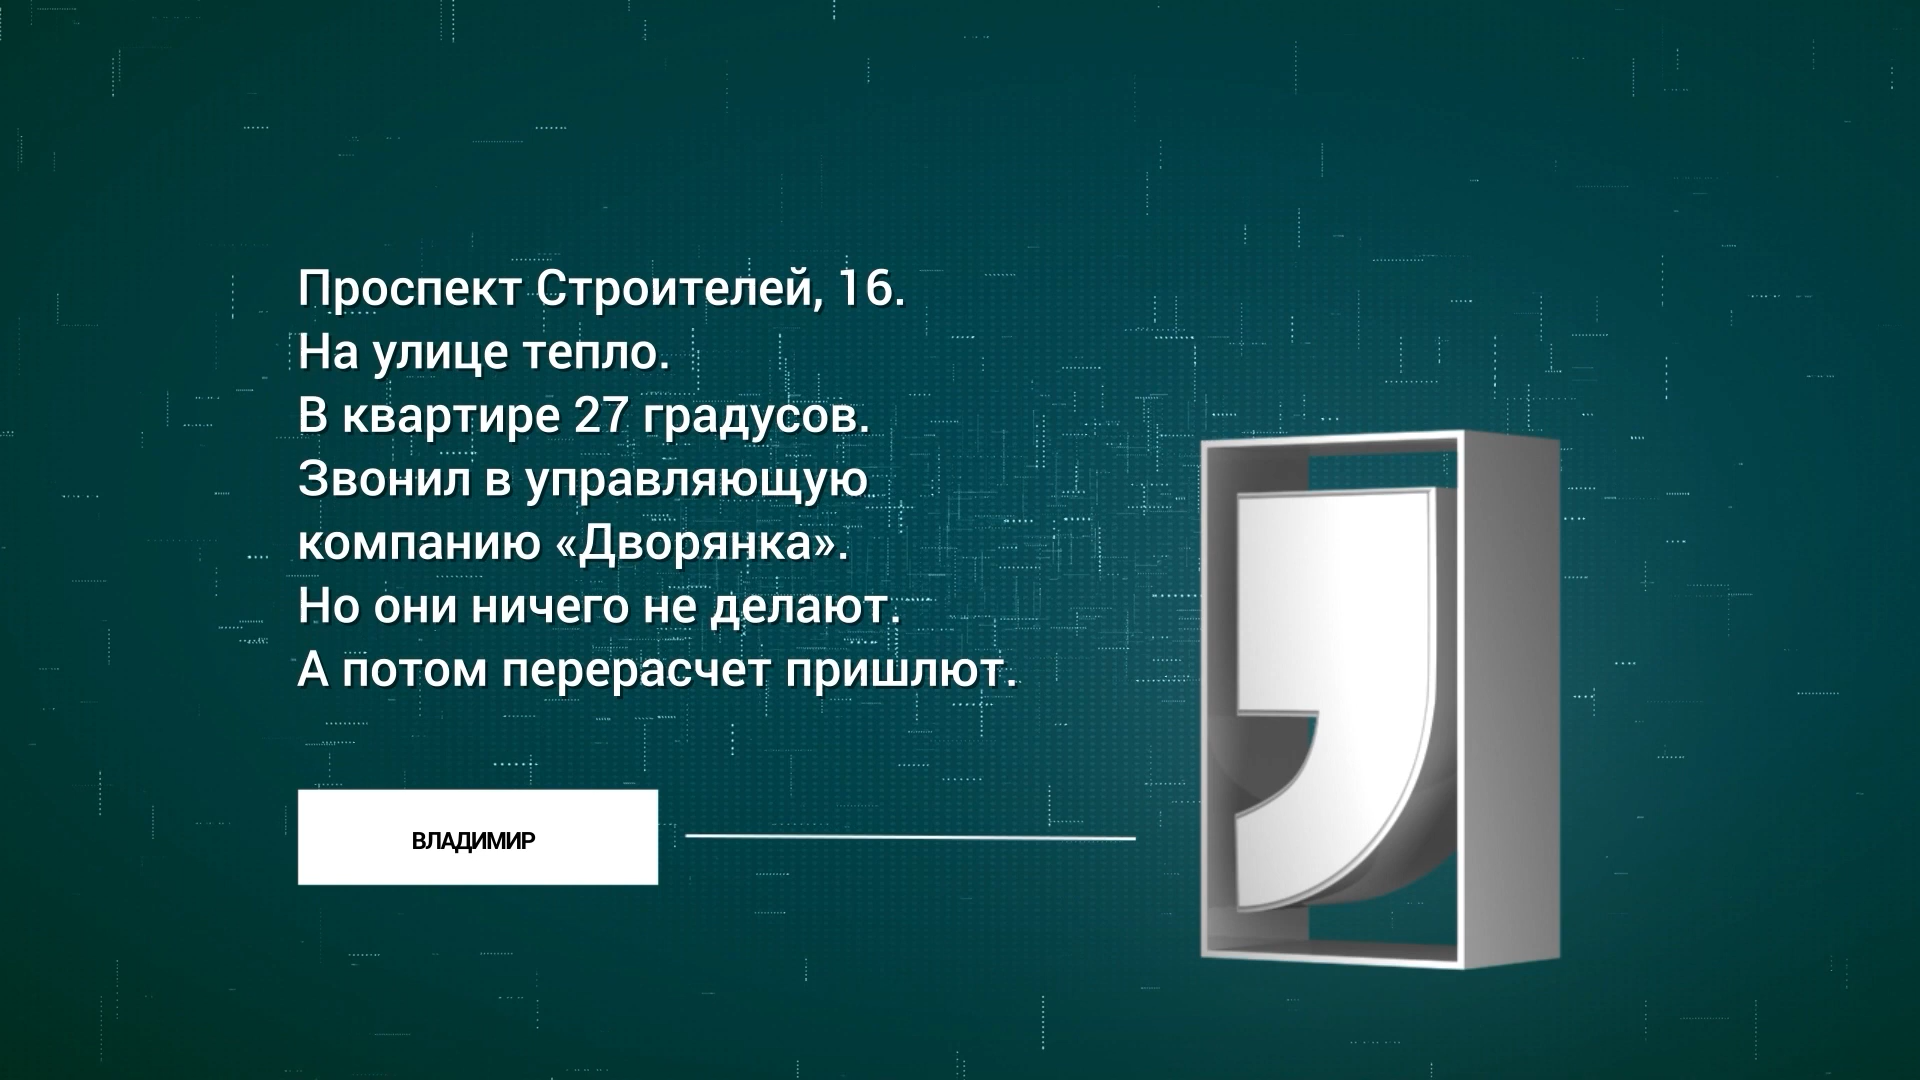 Проспект Строителей, 16.
На улице тепло.
В квартире 27 градусов.
Звонил в управляющую
компанию «Дворянка».
Но они ничего не делают.
А потом перерасчет пришлют.
ВЛАДИМИР